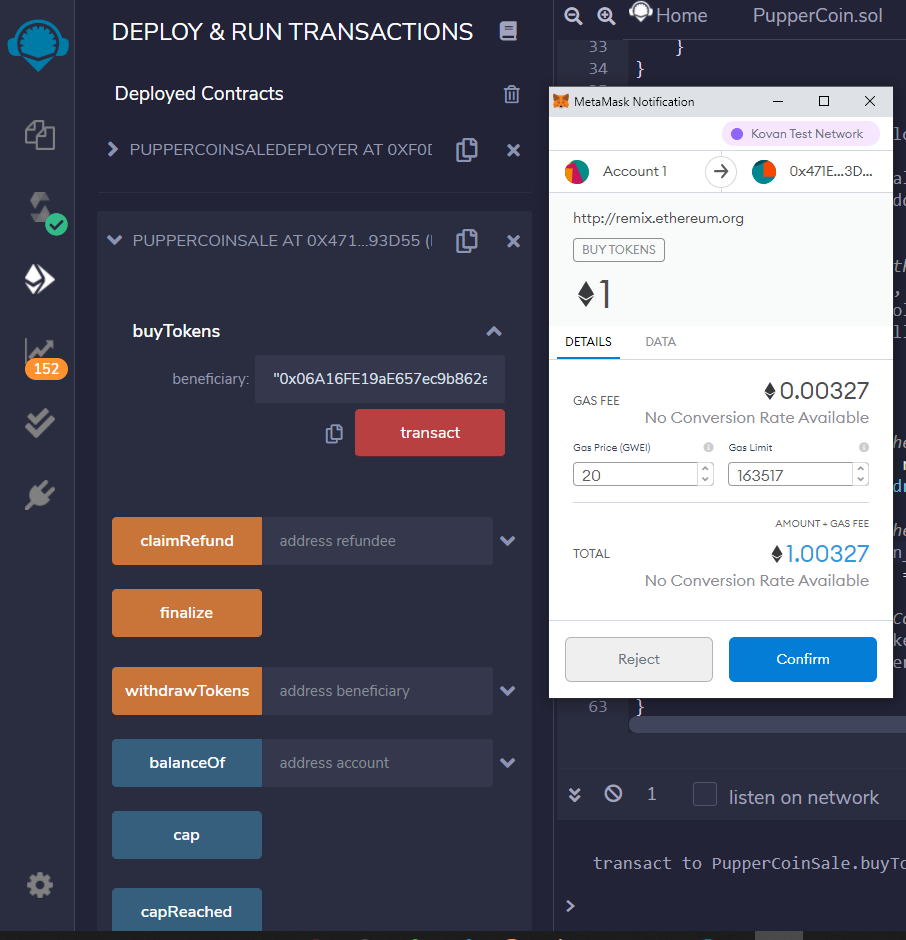 DEPLOY & RUN TRANSACTIONS
Deployed Contracts
PUPPERCOINSALEDEPLOYER AT 0XF0D
PUPPERCOINSALE AT 0X471...93D55 (
buyTokens
beneficiary:
"0x06A16FE19aE657ec9b862a
transact
claimRefund
address refundee
finalize
withdrawTokens
address beneficiary
balanceOf
address account
cap
capReached
152
Home
PupperCoin.sol
33 }
34 }
MetaMask Notification
Kovan Test Network
Account 1
0x471E...3D...
http://remix.ethereum.org
BUY TOKENS
1
DETAILS
DATA
GAS FEE
0.00327
No Conversion Rate Available
Gas Price (GWEI)
Gas Limit
20
163517
AMOUNT + GAS FEE
TOTAL
1.00327
No Conversion Rate Available
Reject
Confirm
63 }
1
listen on network
transact to PupperCoinSale.buyTo
>